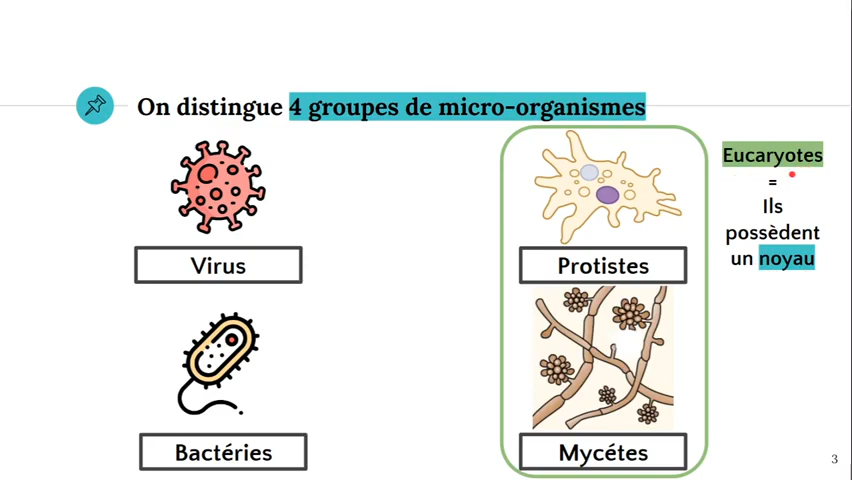 On distingue 4 groupes de micro-organismes
Virus
Bactéries
Protistes
Mycétes
Eucaryotes
=
Ils
possèdent
un noyau
3